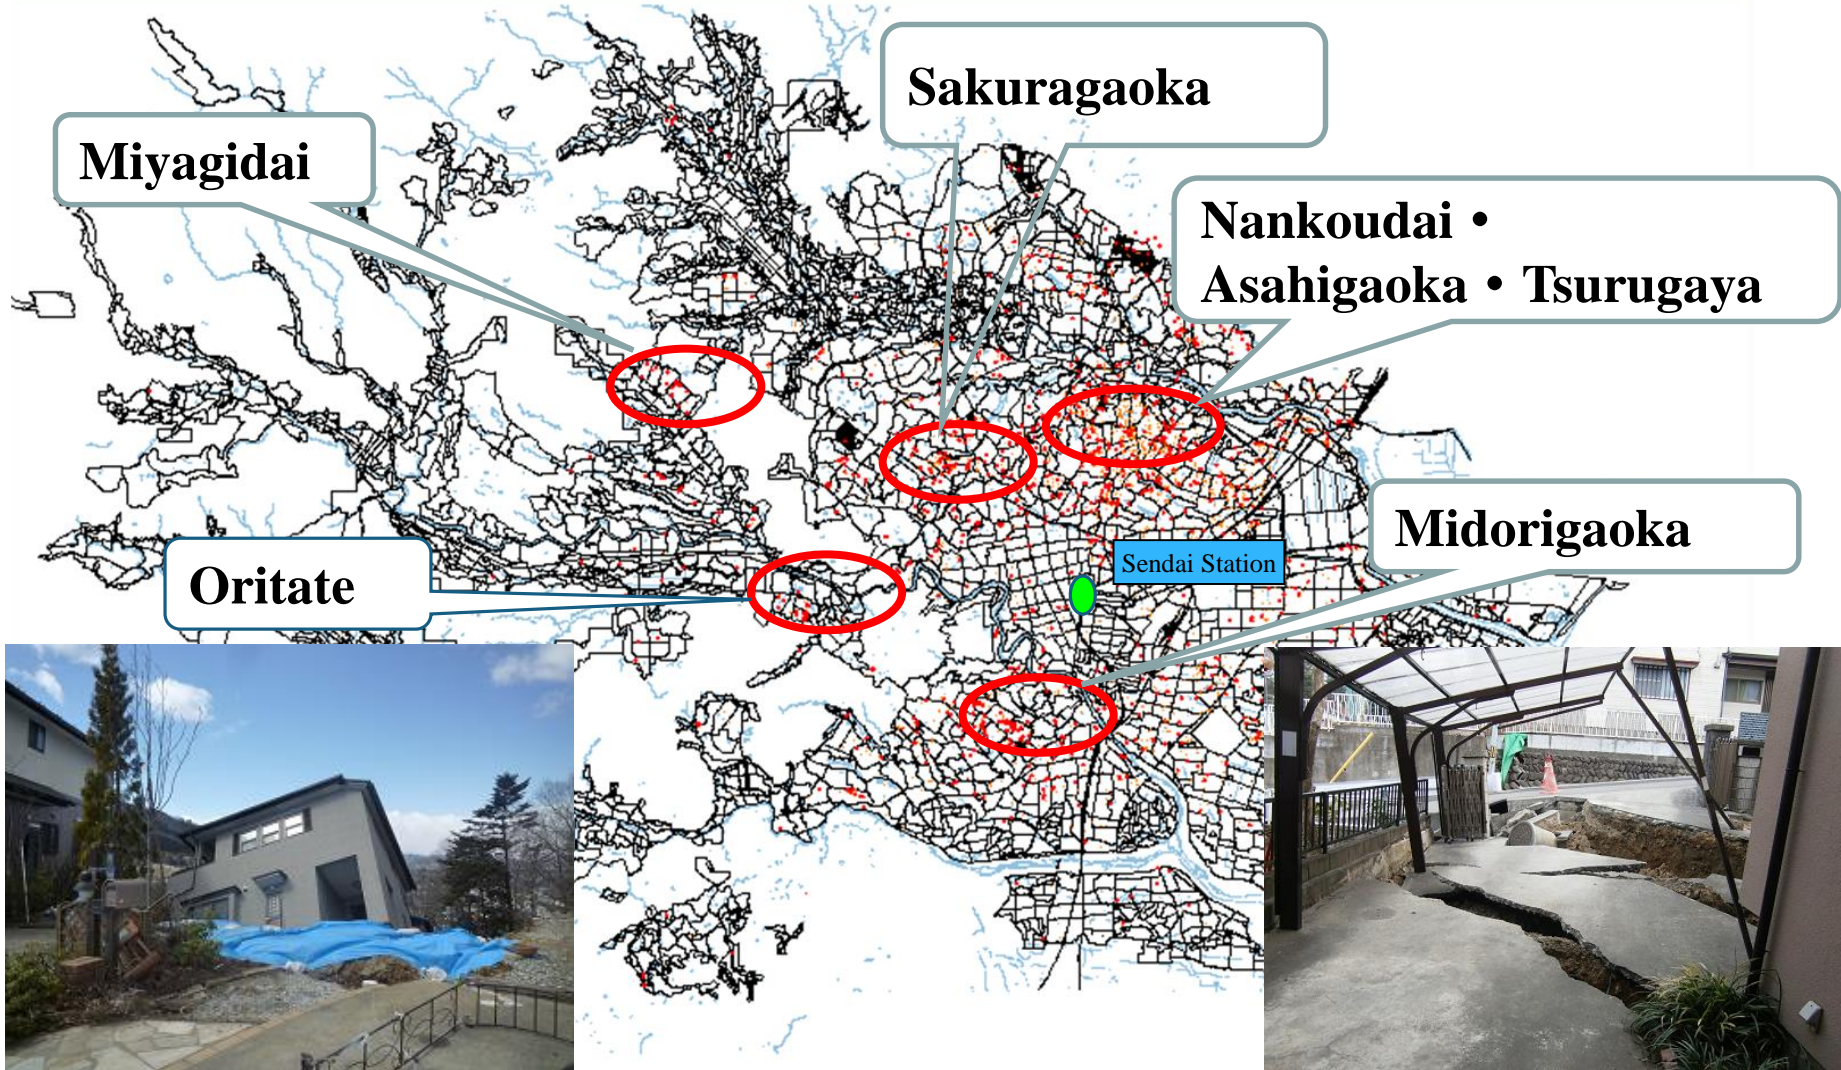 Sakuragaoka
Miyagidai
Nankoudai・
Asahigaoka・Tsurugaya
Midorigaoka
Sendai Station
Oritate